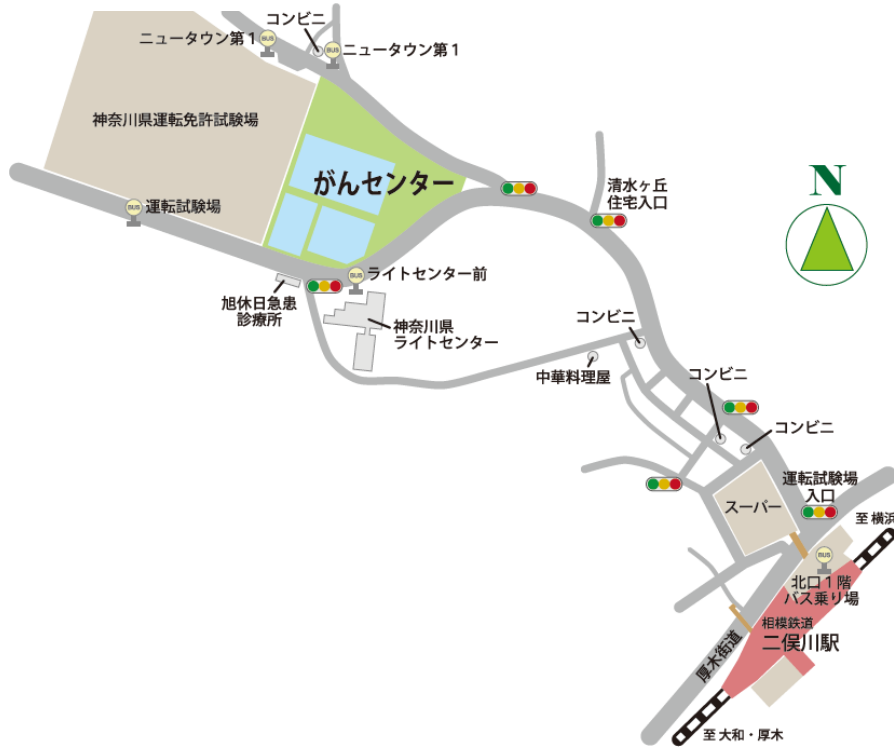 コンビニ
ニュータウン第1
BUS
BUS
ニュータウン第1
神奈川県運転免許試験場
がんセンター
清水ヶ丘
住宅入口
N
BUS
運転試験場
BUS
ライトセンター前
旭休日急患
診療所
神奈川県
ライトセンター
コンビニ
中華料理屋
コンビニ
コンビニ
運転試験場
入口
スーパー
至 横浜
BUS
北口1階
バス乗り場
相模鉄道
二俣川駅
厚木街道
至 大和・厚木